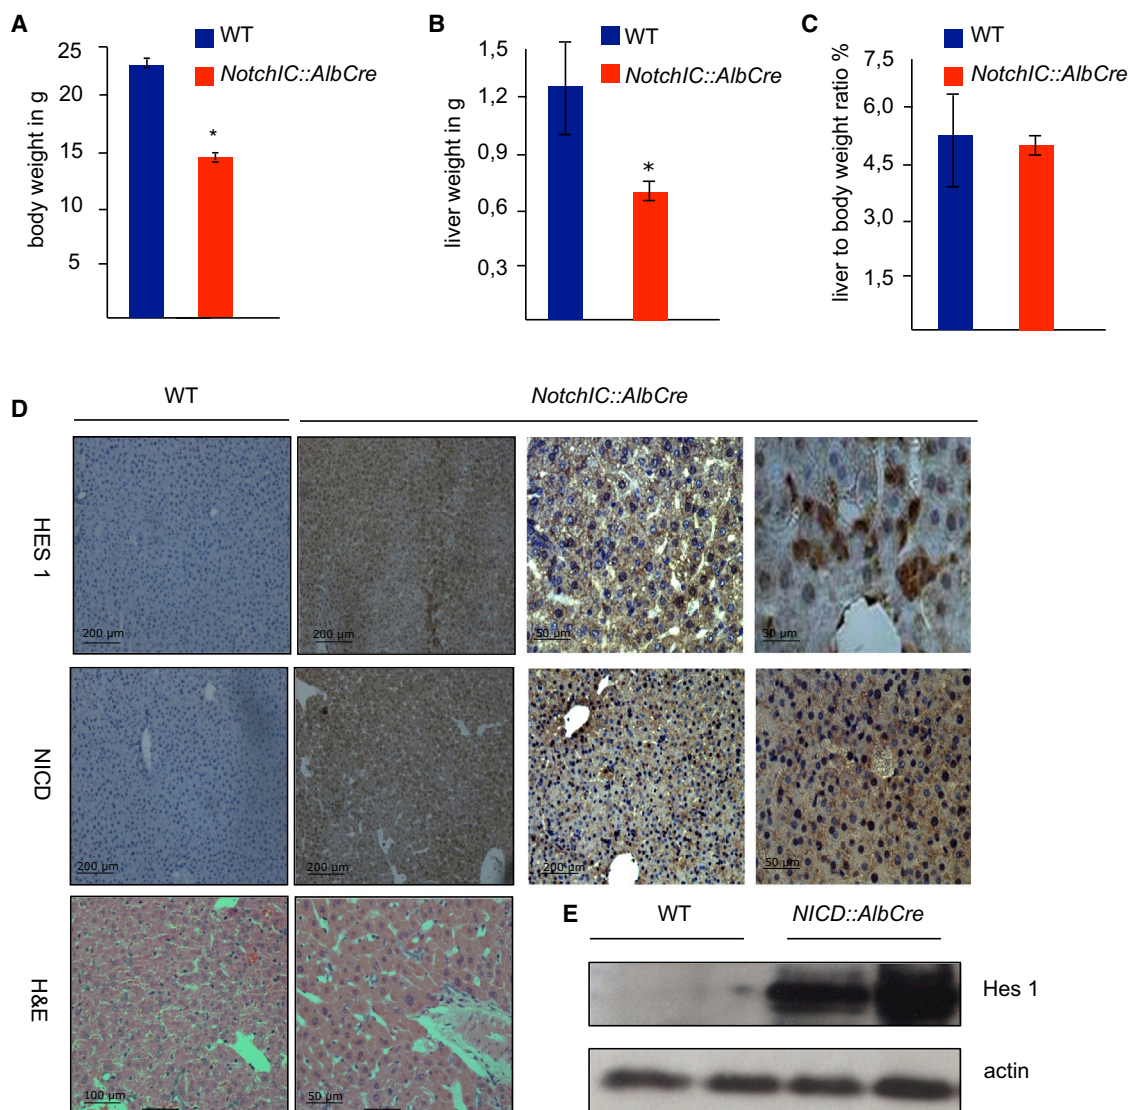 A
WT
NotchIC::AlbCre
body weight in g
25
20
15
10
5
*
B
WT
NotchIC::AlbCre
liver weight in g
1,5
1,2
0,9
0,6
0,3
*
C
WT
NotchIC::AlbCre
liver to body weight ratio %
7,5
6,0
4,5
3,0
1,5
D
WT
NotchIC::AlbCre
HES 1
200 µm
200 µm
50 µm
30 µm
NICD
200 µm
200 µm
200 µm
50 µm
H&E
100 µm
50 µm
E
WT
NICD::AlbCre
Hes 1
actin